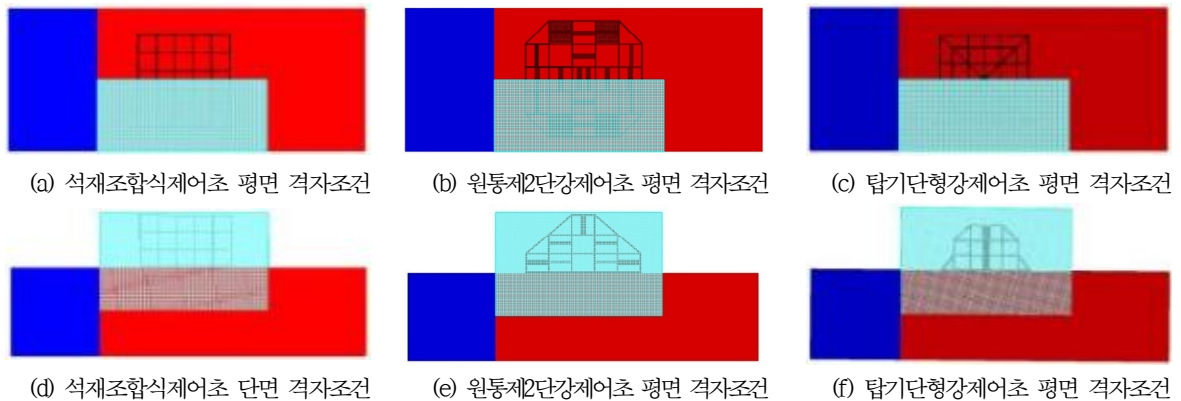 (a) 석재조합식제어초 평면 격자조건
(b) 원통제2단강제어초 평면 격자조건
(c) 탑기단형강제어초 평면 격자조건
(d) 석재조합식제어초 단면 격자조건
(e) 원통제2단강제어초 평면 격자조건
(f) 탑기단형강제어초 평면 격자조건